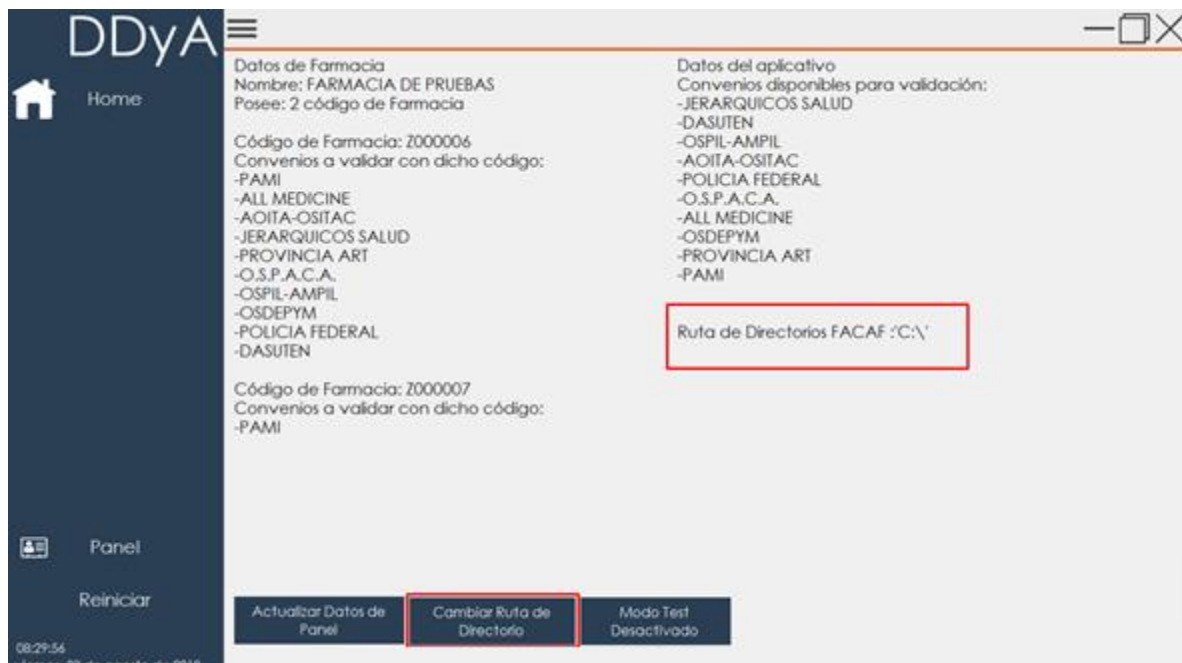 DDyA
Home
Datos de Farmacia
Nombre: FARMACIA DE PRUEBAS
Posee: 2 código de Farmacia
Código de Farmacia: Z000006
Convenios a validar con dicho código:
-PAMI
-ALL MEDICINE
-AOITA-OSITAC
-JERARQUICOS SALUD
-PROVINCIA ART
-O.S.P.A.C.A.
-OSPIL-AMPIL
-OSDEPYM
-POLICIA FEDERAL
-DASUTEN
Código de Farmacia: Z000007
Convenios a validar con dicho código:
-PAMI
Datos del aplicativo
Convenios disponibles para validación:
-JERARQUICOS SALUD
-DASUTEN
-OSPIL-AMPIL
-AOITA-OSITAC
-POLICIA FEDERAL
-O.S.P.A.C.A.
-ALL MEDICINE
-OSDEPYM
-PROVINCIA ART
-PAMI
Ruta de Directorios FACAF :'C:\'
Panel
Reiniciar
08:29:56
Actualizar Datos de
Panel
Cambiar Ruta de
Directorio
Modo Test
Desactivado